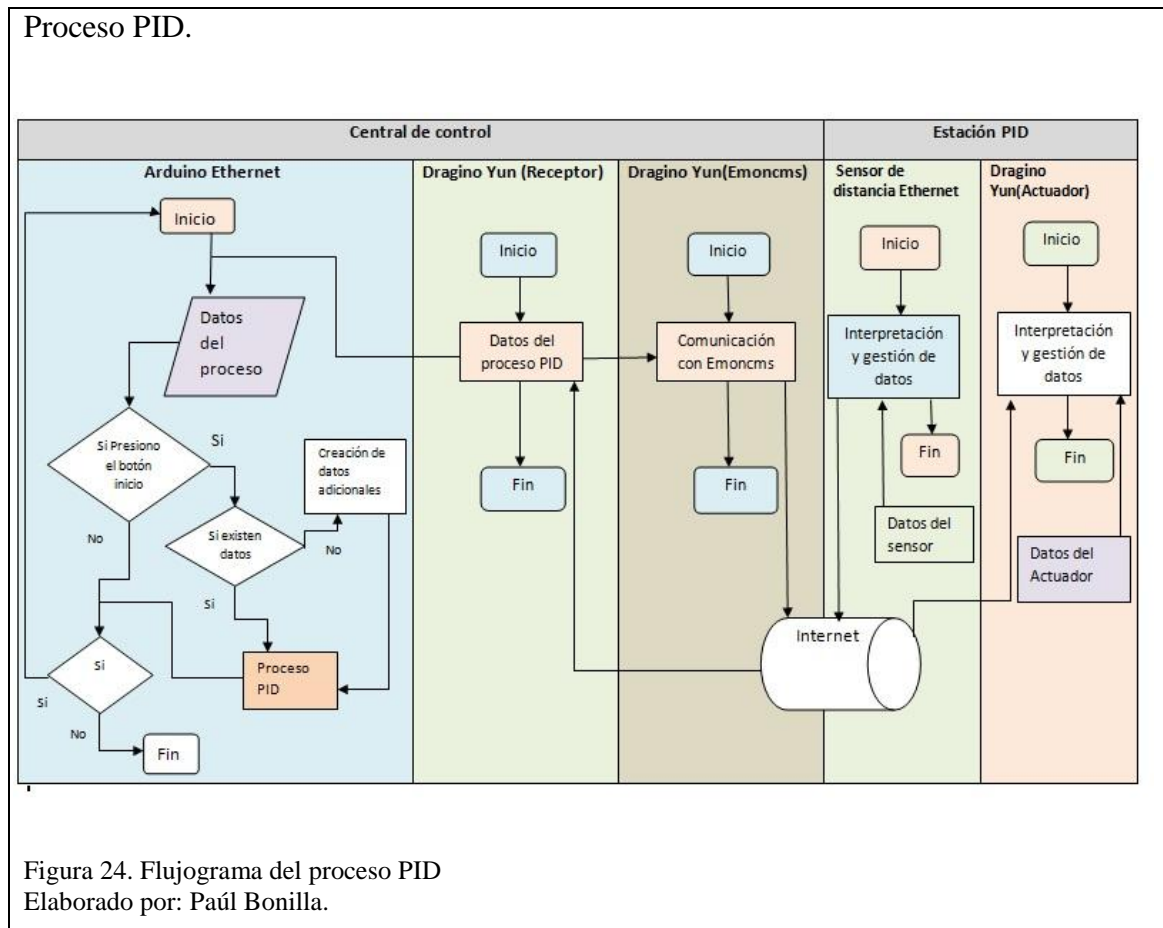 Proceso PID.
Central de control
Estación PID
Arduino Ethernet
Dragino Yun (Receptor)
Dragino Yun(Emoncms)
Sensor de
distancia Ethernet
Dragino
Yun(Actuador)
Inicio
Datos
del
proceso
Si Presiono
el botón
inicio
Si
No
Si existen
datos
No
Si
Creación de
datos
adicionales
Proceso
PID
Si
Si
No
Fin
Inicio
Datos del
proceso PID
Fin
Inicio
Comunicación
con Emoncms
Fin
Inicio
Interpretación
y gestión de
datos
Fin
Datos del
sensor
Internet
Inicio
Interpretación
y gestión de
datos
Fin
Datos del
Actuador
Figura 24. Flujograma del proceso PID
Elaborado por: Paúl Bonilla.